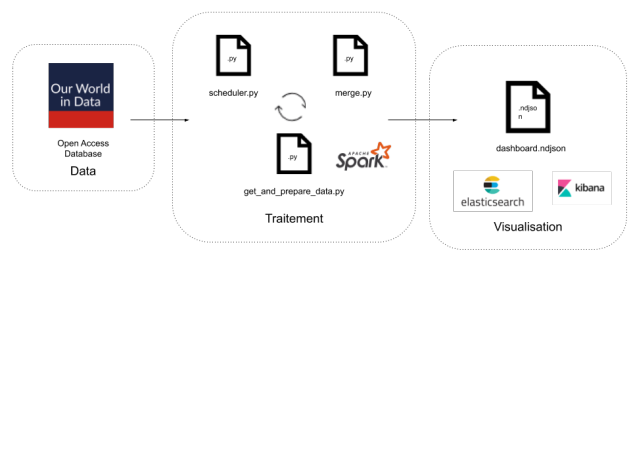 Our World
in Data
Open Access
Database
Data
.py
scheduler.py
.py
merge.py
.py
APACHE
Spark
get_and_prepare_data.py
Traitement
.ndjso
n
dashboard.ndjson
elasticsearch
kibana
Visualisation